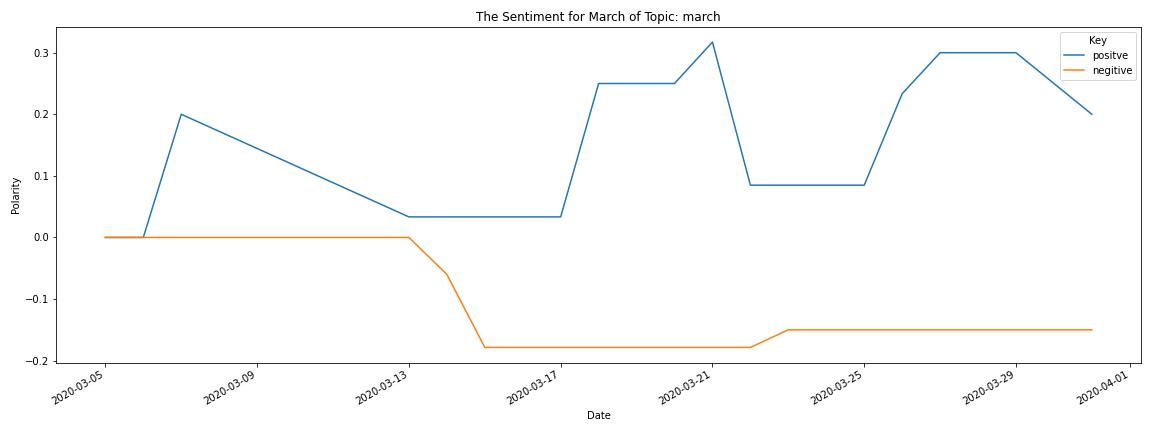 The Sentiment for March of Topic: march
Key
positve
negitive
0.3
0.2
0.1
0.0
−0.1
−0.2
Polarity
2020-03-05
2020-03-09
2020-03-13
2020-03-17
2020-03-21
2020-03-25
2020-03-29
2020-04-01
Date